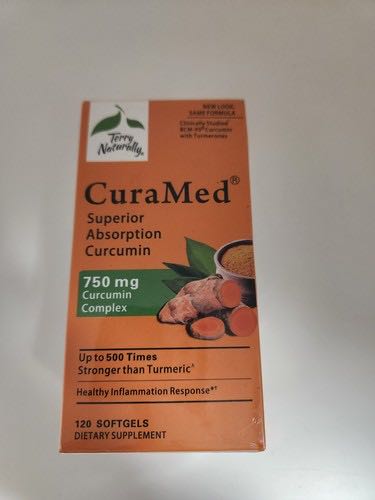 Terry
Naturally®
NEW LOOK,
SAME FORMULA
Clinically Studied
BCM-95® Curcumin
with Turmerones
CuraMed®
Superior
Absorption
Curcumin
750 mg
Curcumin
Complex
Up to 500 Times
Stronger than Turmeric^
Healthy Inflammation Response*†
120 SOFTGELS
DIETARY SUPPLEMENT